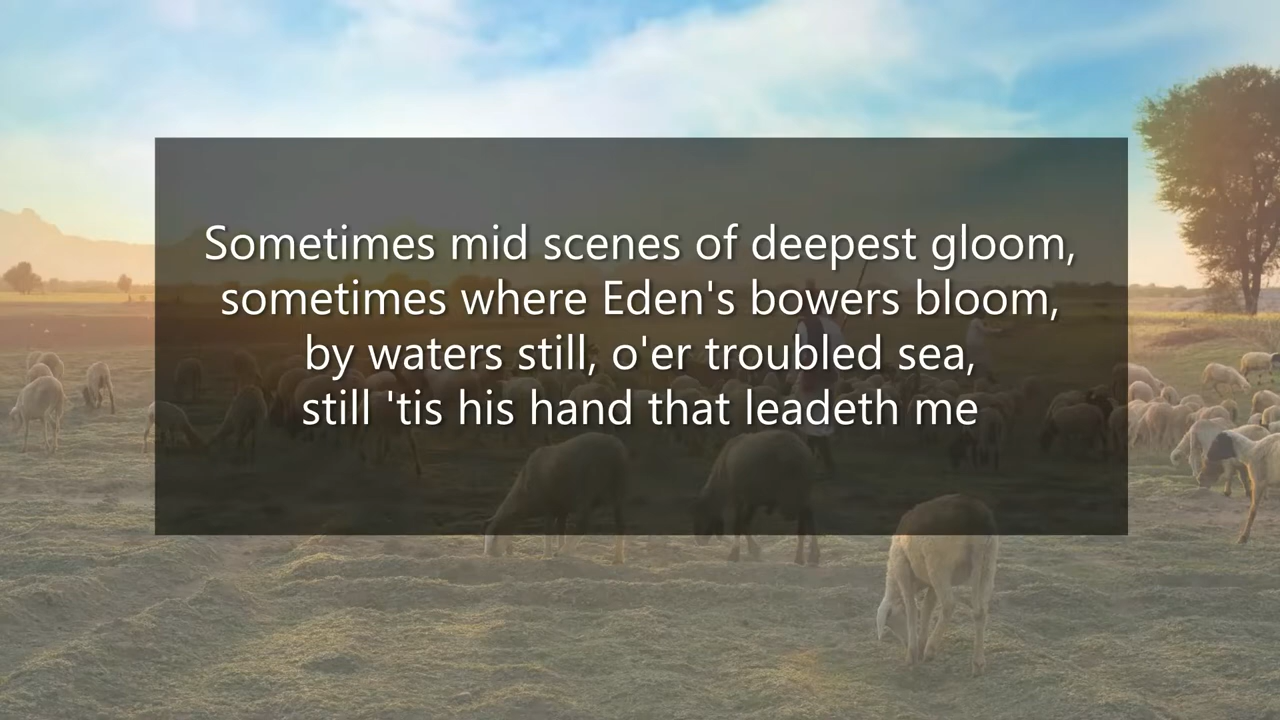 Sometimes mid scenes of deepest gloom,
sometimes where Eden's bowers bloom,
by waters still, o'er troubled sea,
still 'tis his hand that leadeth me